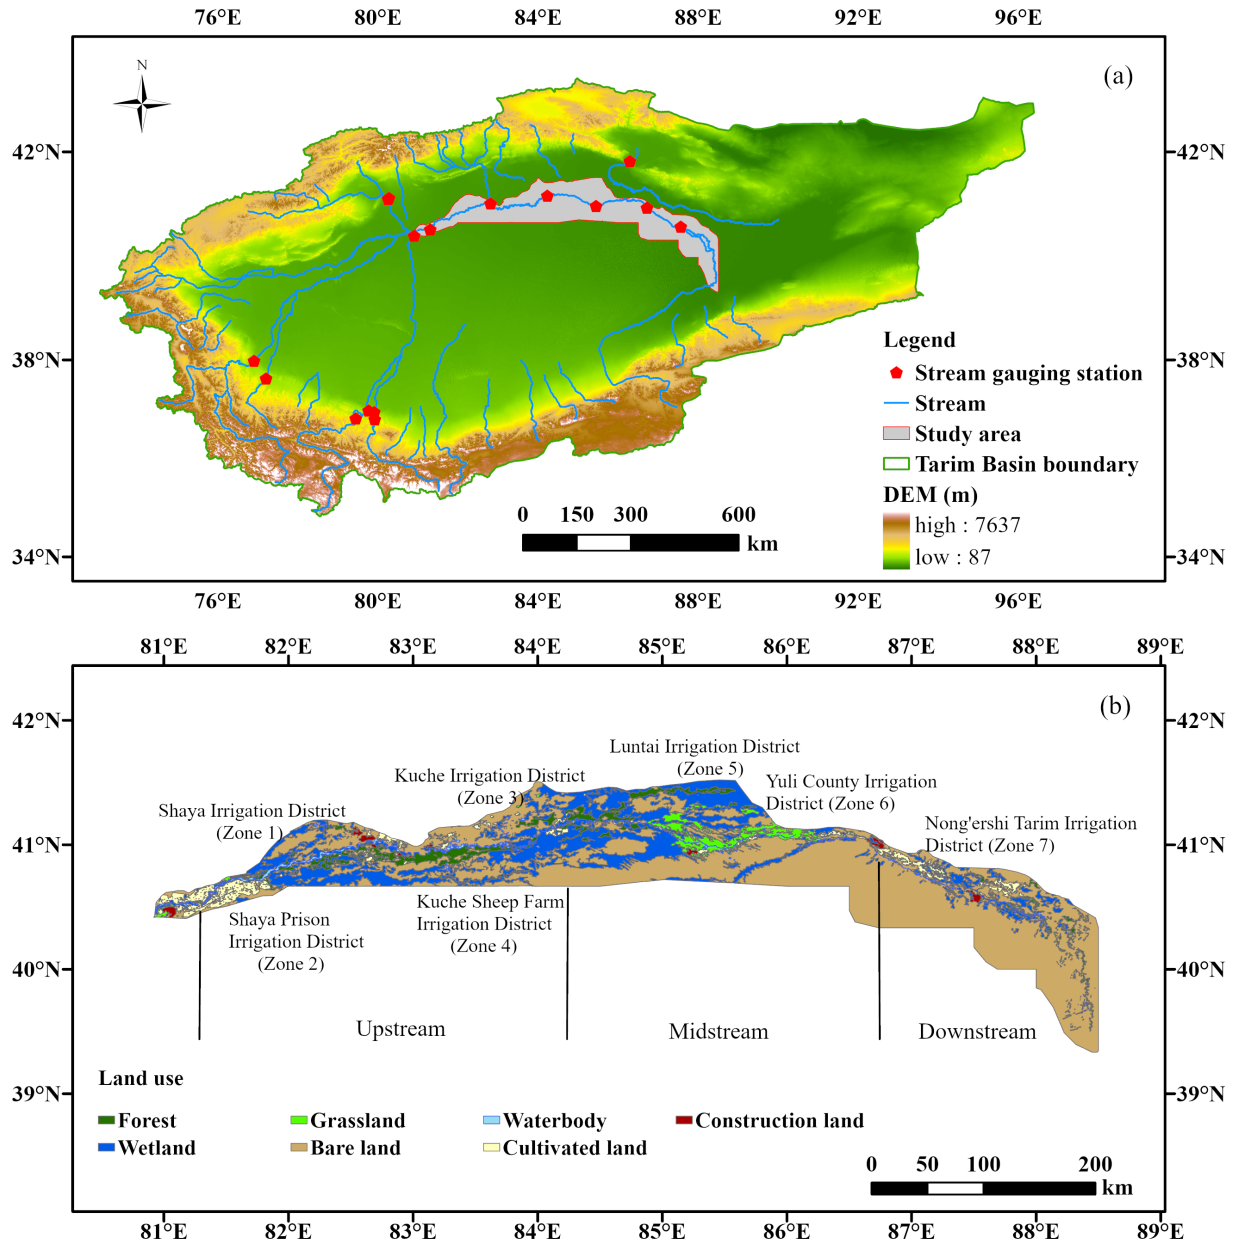 76°E 80°E 84°E 88°E 92°E 96°E
N
(a)
42°N 42°N
38°N 38°N
34°N 34°N
Legend
Stream gauging station
Stream
Study area
Tarim Basin boundary
DEM (m)
high : 7637
low : 87
0 150 300 600
km
76°E 80°E 84°E 88°E 92°E 96°E
81°E 82°E 83°E 84°E 85°E 86°E 87°E 88°E 89°E
(b)
42°N 42°N
41°N 41°N
40°N 40°N
39°N 39°N
Luntai Irrigation District
(Zone 5)
Kuche Irrigation District
(Zone 3)
Yuli County Irrigation
District (Zone 6)
Shaya Irrigation District
(Zone 1)
Nong'ershi Tarim Irrigation
District (Zone 7)
Shaya Prison
Irrigation District
(Zone 2)
Kuche Sheep Farm
Irrigation District
(Zone 4)
Upstream
Midstream
Downstream
Land use
Forest
Grassland
Waterbody
Construction land
Wetland
Bare land
Cultivated land
0 50 100 200
km
81°E 82°E 83°E 84°E 85°E 86°E 87°E 88°E 89°E